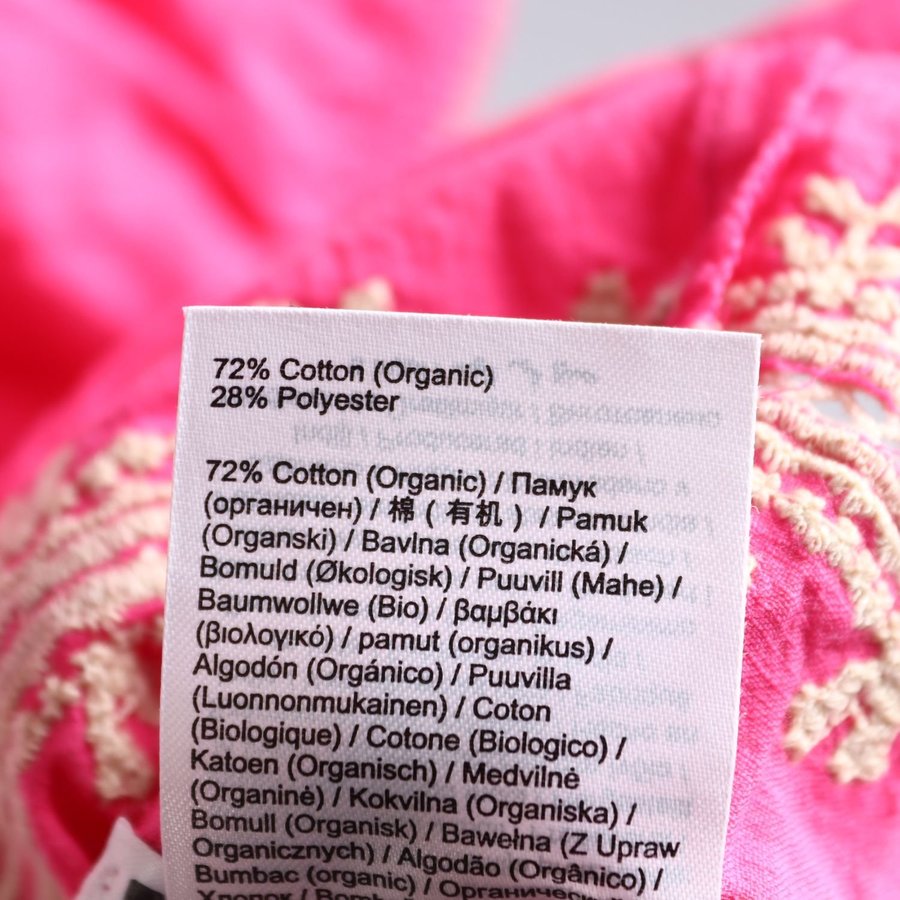 72% Cotton (Organic)
28% Polyester
72% Cotton (Organic) / Памук
(органичен) / 棉 ( 有机 ) / Pamuk
(Organski) / Bavlna (Organická) /
Bomuld (Økologisk) / Puuvill (Mahe) /
Baumwollwe (Bio) / βαμβάκι
(βιολογικό) / pamut (organikus) /
Algodón (Orgánico) / Puuvilla
(Luonnonmukainen) / Coton
(Biologique) / Cotone (Biologico) /
Katoen (Organisch) / Medvilnė
(Organinė) / Kokvilna (Organiska) /
Bomull (Organisk) / Bawełna (Z Upraw
Organicznych) / Algodão (Orgânico) /
Bumbac (organic) / Органически
Хлопок /